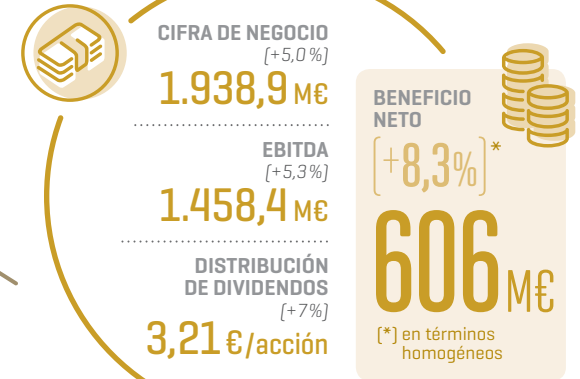 CIFRA DE NEGOCIO
(+5,0%)
1.938,9 M€
EBITDA
(+5,3%)
1.458,4 M€
DISTRIBUCIÓN
DE DIVIDENDOS
(+7%)
3,21 €/acción
BENEFICIO
NETO
(+8,3%)*
606 M€
(*) en términos
homogéneos